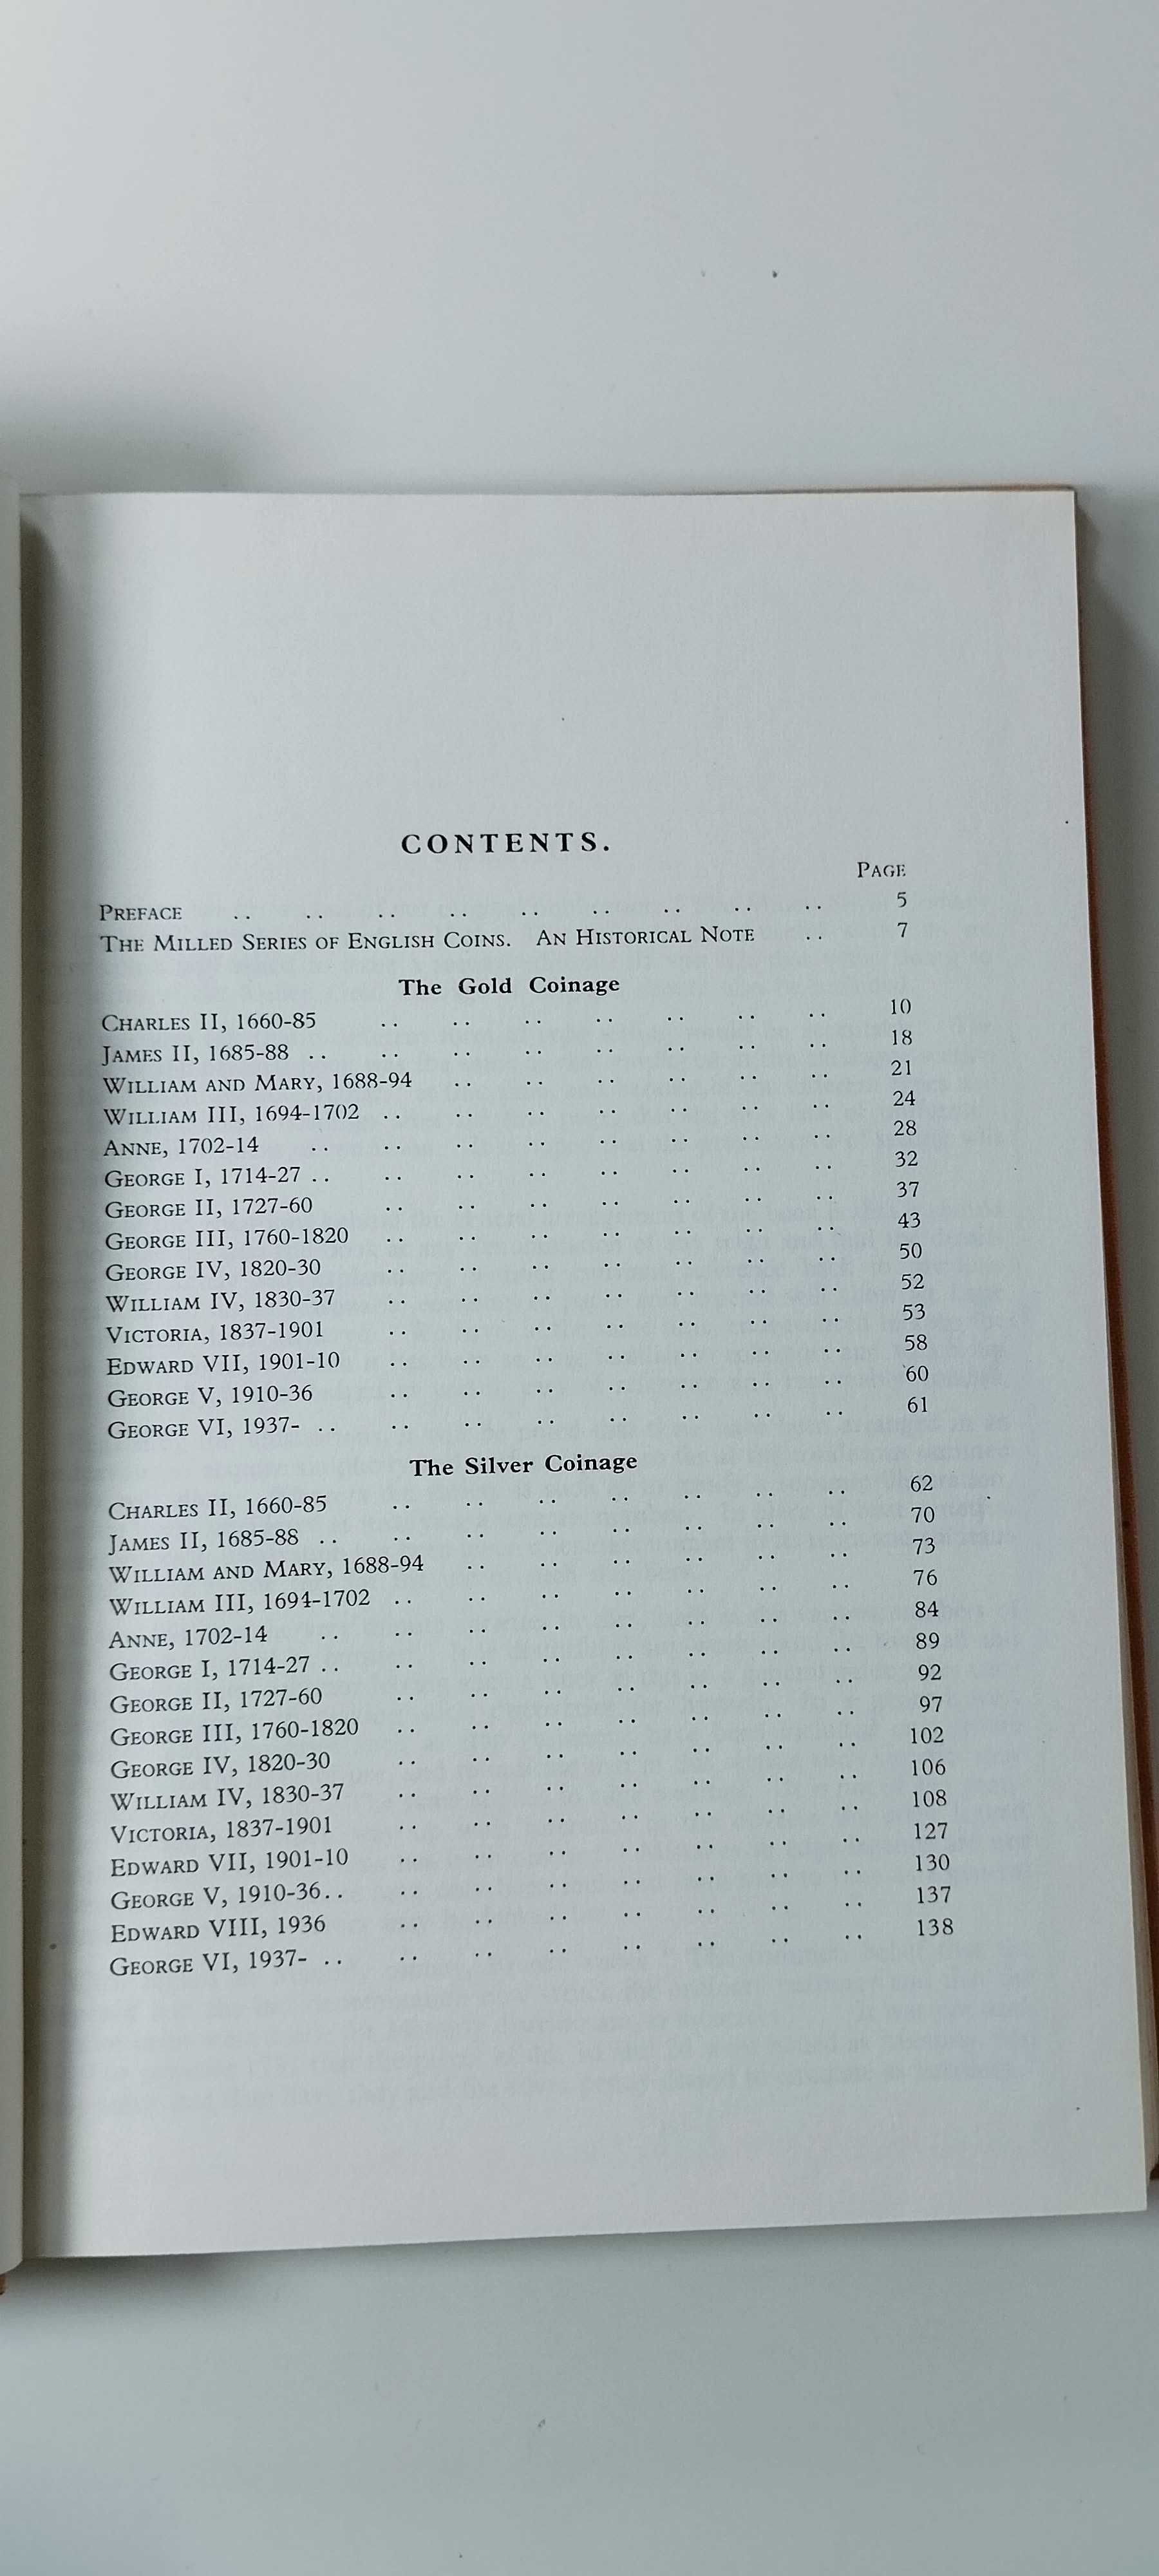 CONTENTS.
PAGE
PREFACE .. .. .. .. .. .. .. .. .. 5
THE MILLED SERIES OF ENGLISH COINS. AN HISTORICAL NOTE .. 7
The Gold Coinage
CHARLES II, 1660-85 .. .. .. .. .. .. .. 10
JAMES II, 1685-88 .. .. .. .. .. .. .. .. 18
WILLIAM AND MARY, 1688-94 .. .. .. .. .. .. 21
WILLIAM III, 1694-1702 .. .. .. .. .. .. .. 24
ANNE, 1702-14 .. .. .. .. .. .. .. .. 28
GEORGE I, 1714-27 .. .. .. .. .. .. .. .. 32
GEORGE II, 1727-60 .. .. .. .. .. .. .. 37
GEORGE III, 1760-1820 .. .. .. .. .. .. .. 43
GEORGE IV, 1820-30 .. .. .. .. .. .. .. 50
WILLIAM IV, 1830-37 .. .. .. .. .. .. .. 52
VICTORIA, 1837-1901 .. .. .. .. .. .. .. 53
EDWARD VII, 1901-10 .. .. .. .. .. .. .. 58
GEORGE V, 1910-36 .. .. .. .. .. .. .. 60
GEORGE VI, 1937- .. .. .. .. .. .. .. .. 61
The Silver Coinage
CHARLES II, 1660-85 .. .. .. .. .. .. .. 62
JAMES II, 1685-88 .. .. .. .. .. .. .. .. 70
WILLIAM AND MARY, 1688-94 .. .. .. .. .. .. 73
WILLIAM III, 1694-1702 .. .. .. .. .. .. .. 76
ANNE, 1702-14 .. .. .. .. .. .. .. .. 84
GEORGE I, 1714-27 .. .. .. .. .. .. .. .. 89
GEORGE II, 1727-60 .. .. .. .. .. .. .. 92
GEORGE III, 1760-1820 .. .. .. .. .. .. .. 97
GEORGE IV, 1820-30 .. .. .. .. .. .. .. 102
WILLIAM IV, 1830-37 .. .. .. .. .. .. .. 106
VICTORIA, 1837-1901 .. .. .. .. .. .. .. 108
EDWARD VII, 1901-10 .. .. .. .. .. .. .. 127
GEORGE V, 1910-36.. .. .. .. .. .. .. .. 130
EDWARD VIII, 1936 .. .. .. .. .. .. .. 137
GEORGE VI, 1937- .. .. .. .. .. .. .. .. 138